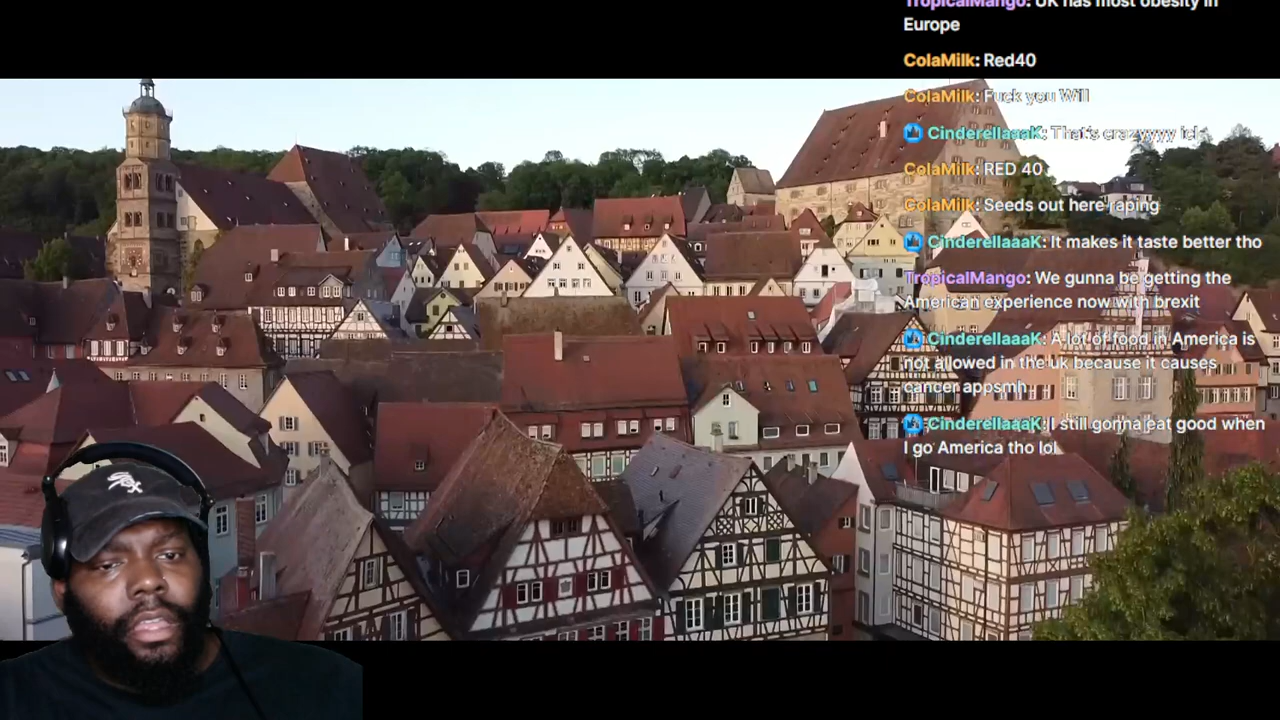 TropicalMango: UK has most obesity in
Europe
ColaMilk: Red40
ColaMilk: Fuck you Will
CinderellaaaK: That's crazyyyy lol
ColaMilk: RED 40
ColaMilk: Seeds out here raping
CinderellaaaK: It makes it taste better tho
TropicalMango: We gunna be getting the
American experience now with brexit
CinderellaaaK: A lot of food in America is
not allowed in the uk because it causes
cancer appsmh
CinderellaaaK: I still gonna eat good when
I go America tho lol
Sox